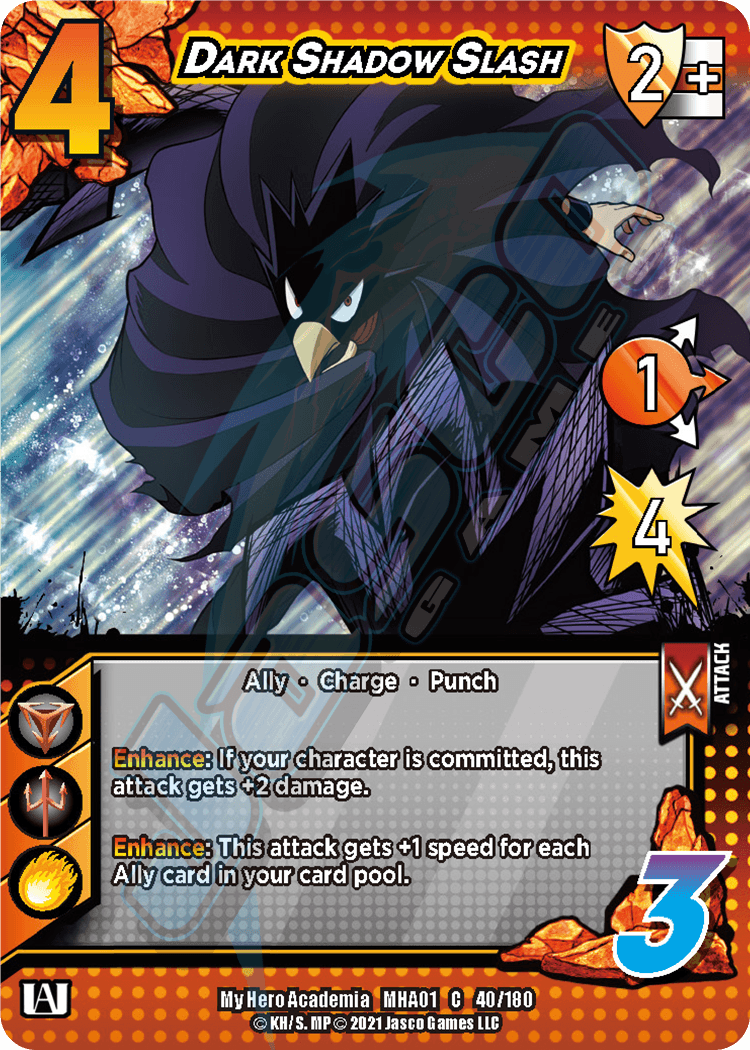 4
DARK SHADOW SLASH
2 +
1
4
ATTACK
Ally · Charge · Punch
Enhance: If your character is committed, this
attack gets +2 damage.
Enhance: This attack gets +1 speed for each
Ally card in your card pool.
3
UA
My Hero Academia MHA01 C 40/180
© KH/S. MP © 2021 Jasco Games LLC